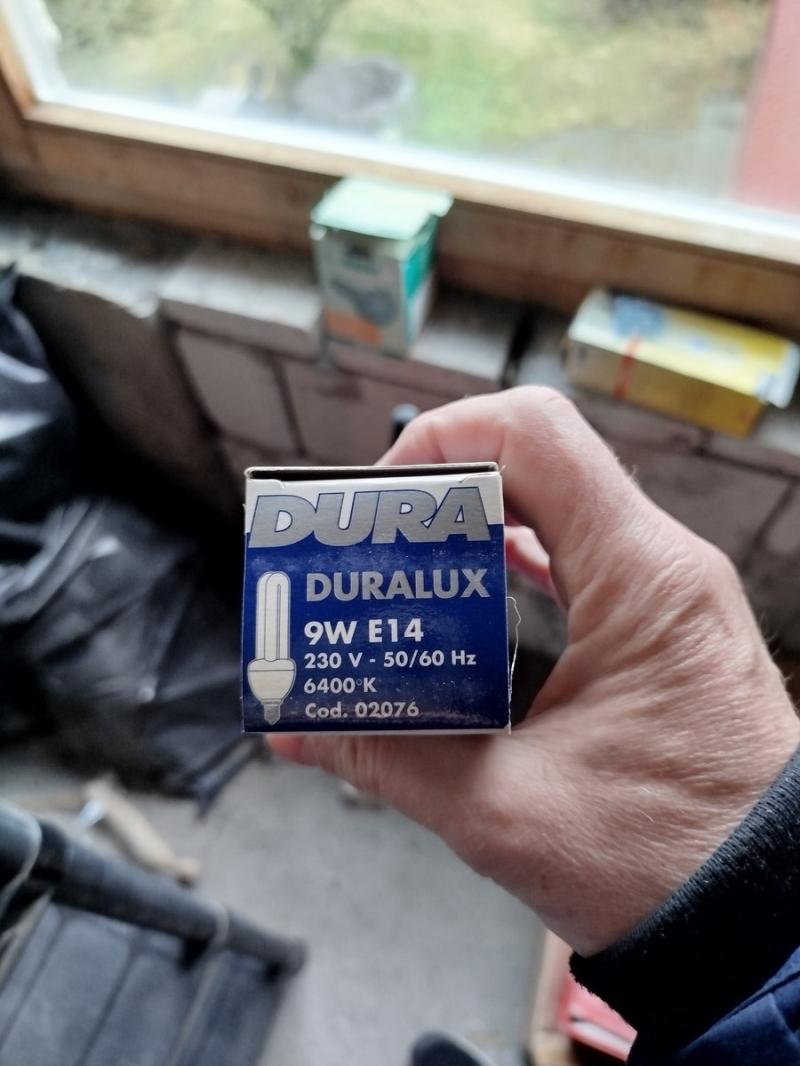 DURA
DURALUX
9W E14
230 V - 50/60 Hz
6400°K
Cod. 02076